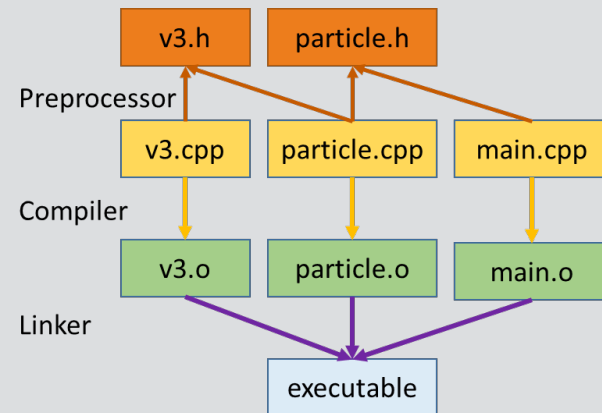 v3.h
particle.h
Preprocessor
v3.cpp
particle.cpp
main.cpp
Compiler
v3.o
particle.o
main.o
Linker
executable